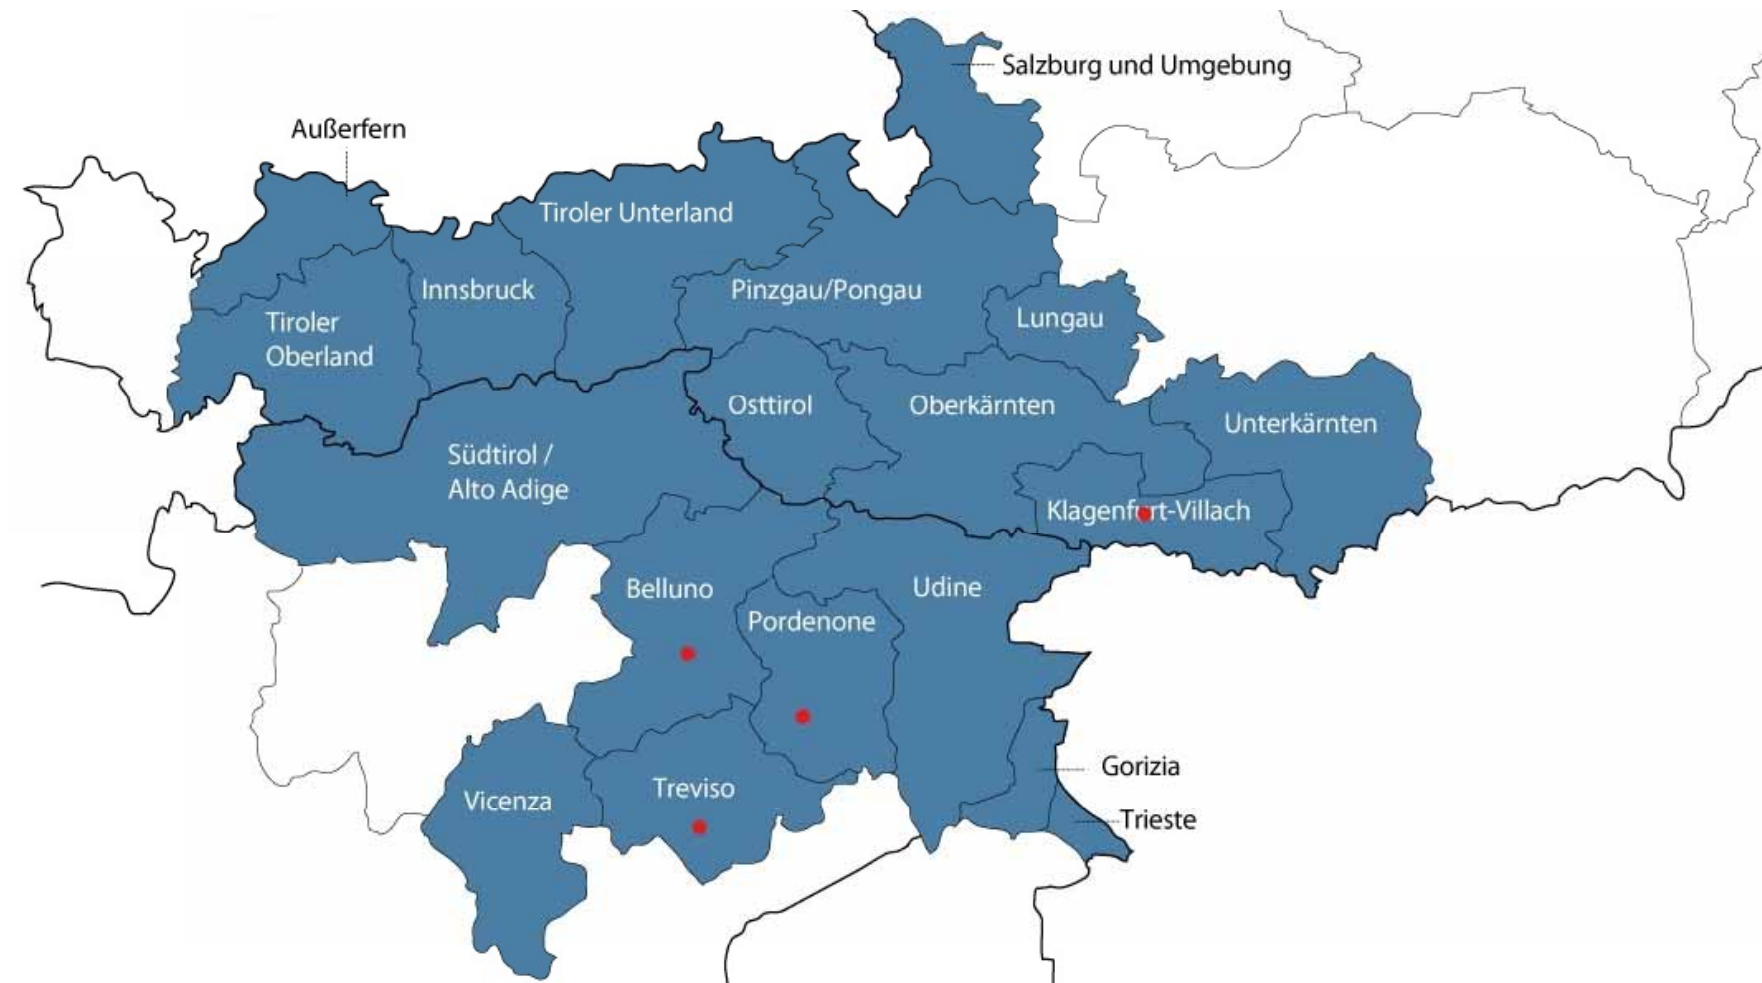 Salzburg und Umgebung
Außerfern
Tiroler Unterland
Innsbruck
Pinzgau/Pongau
Lungau
Tiroler
Oberland
Osttirol
Oberkärnten
Unterkärnten
Südtirol /
Alto Adige
Klagenfurt-Villach
Belluno
Udine
Pordenone
Gorizia
Treviso
Vicenza
Trieste